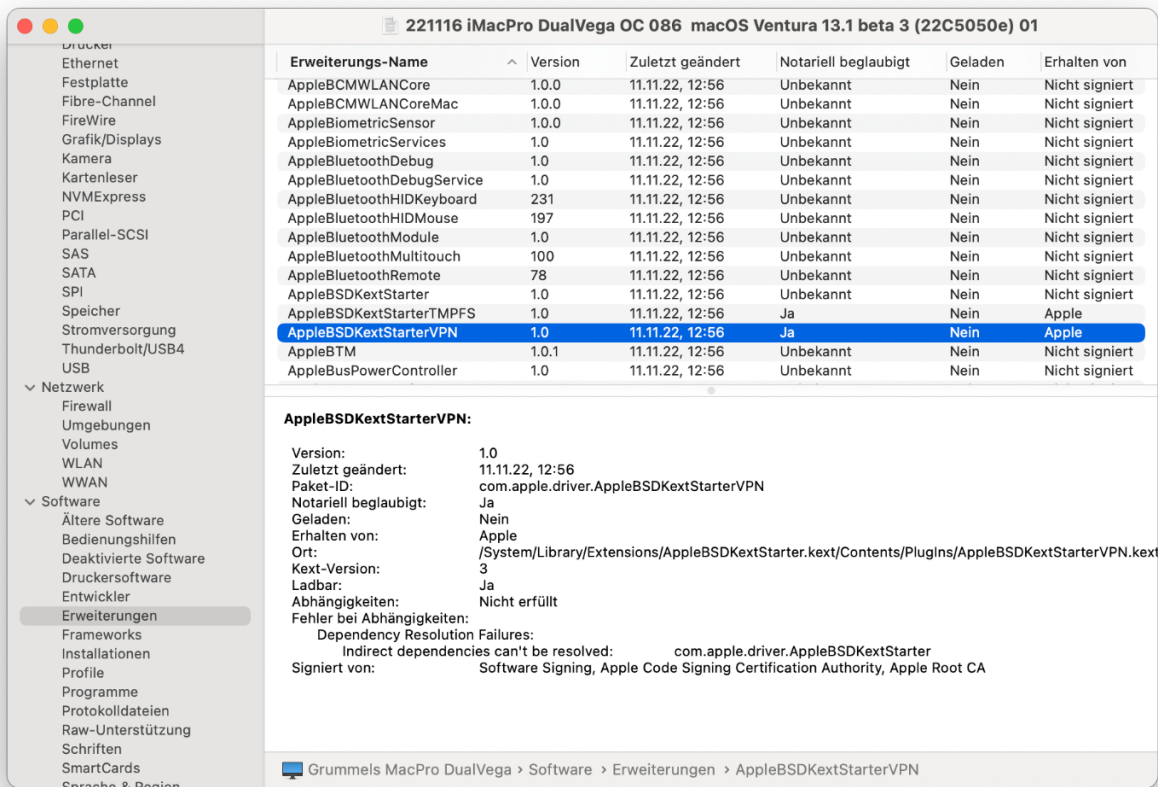 221116 iMacPro DualVega OC 086 macOS Ventura 13.1 beta 3 (22C5050e) 01
Drucker
Ethernet
Festplatte
Fibre-Channel
FireWire
Grafik/Displays
Kamera
Kartenleser
NVMExpress
PCI
Parallel-SCSI
SAS
SATA
SPI
Speicher
Stromversorgung
Thunderbolt/USB4
USB
Netzwerk
Firewall
Umgebungen
Volumes
WLAN
WWAN
Software
Ältere Software
Bedienungshilfen
Deaktivierte Software
Druckersoftware
Entwickler
Erweiterungen
Frameworks
Installationen
Profile
Programme
Protokolldateien
Raw-Unterstützung
Schriften
SmartCards
Sprache & Region
Erweiterungs-Name Version Zuletzt geändert Notariell beglaubigt Geladen Erhalten von
AppleBCMWLANCore 1.0.0 11.11.22, 12:56 Unbekannt Nein Nicht signiert
AppleBCMWLANCoreMac 1.0.0 11.11.22, 12:56 Unbekannt Nein Nicht signiert
AppleBiometricSensor 1.0.0 11.11.22, 12:56 Unbekannt Nein Nicht signiert
AppleBiometricServices 1.0 11.11.22, 12:56 Unbekannt Nein Nicht signiert
AppleBluetoothDebug 1.0 11.11.22, 12:56 Unbekannt Nein Nicht signiert
AppleBluetoothDebugService 1.0 11.11.22, 12:56 Unbekannt Nein Nicht signiert
AppleBluetoothHIDKeyboard 231 11.11.22, 12:56 Unbekannt Nein Nicht signiert
AppleBluetoothHIDMouse 197 11.11.22, 12:56 Unbekannt Nein Nicht signiert
AppleBluetoothModule 1.0 11.11.22, 12:56 Unbekannt Nein Nicht signiert
AppleBluetoothMultitouch 100 11.11.22, 12:56 Unbekannt Nein Nicht signiert
AppleBluetoothRemote 78 11.11.22, 12:56 Unbekannt Nein Nicht signiert
AppleBSDKextStarter 1.0 11.11.22, 12:56 Unbekannt Nein Nicht signiert
AppleBSDKextStarterTMPFS 1.0 11.11.22, 12:56 Ja Nein Apple
AppleBSDKextStarterVPN 1.0 11.11.22, 12:56 Ja Nein Apple
AppleBTM 1.0.1 11.11.22, 12:56 Unbekannt Nein Nicht signiert
AppleBusPowerController 1.0 11.11.22, 12:56 Unbekannt Nein Nicht signiert
AppleBSDKextStarterVPN:
Version: 1.0
Zuletzt geändert: 11.11.22, 12:56
Paket-ID: com.apple.driver.AppleBSDKextStarterVPN
Notariell beglaubigt: Ja
Geladen: Nein
Erhalten von: Apple
Ort: /System/Library/Extensions/AppleBSDKextStarter.kext/Contents/PlugIns/AppleBSDKextStarterVPN.kext
Kext-Version: 3
Ladbar: Ja
Abhängigkeiten: Nicht erfüllt
Fehler bei Abhängigkeiten:
Dependency Resolution Failures:
Indirect dependencies can't be resolved: com.apple.driver.AppleBSDKextStarter
Signiert von: Software Signing, Apple Code Signing Certification Authority, Apple Root CA
Grummels MacPro DualVega › Software › Erweiterungen › AppleBSDKextStarterVPN